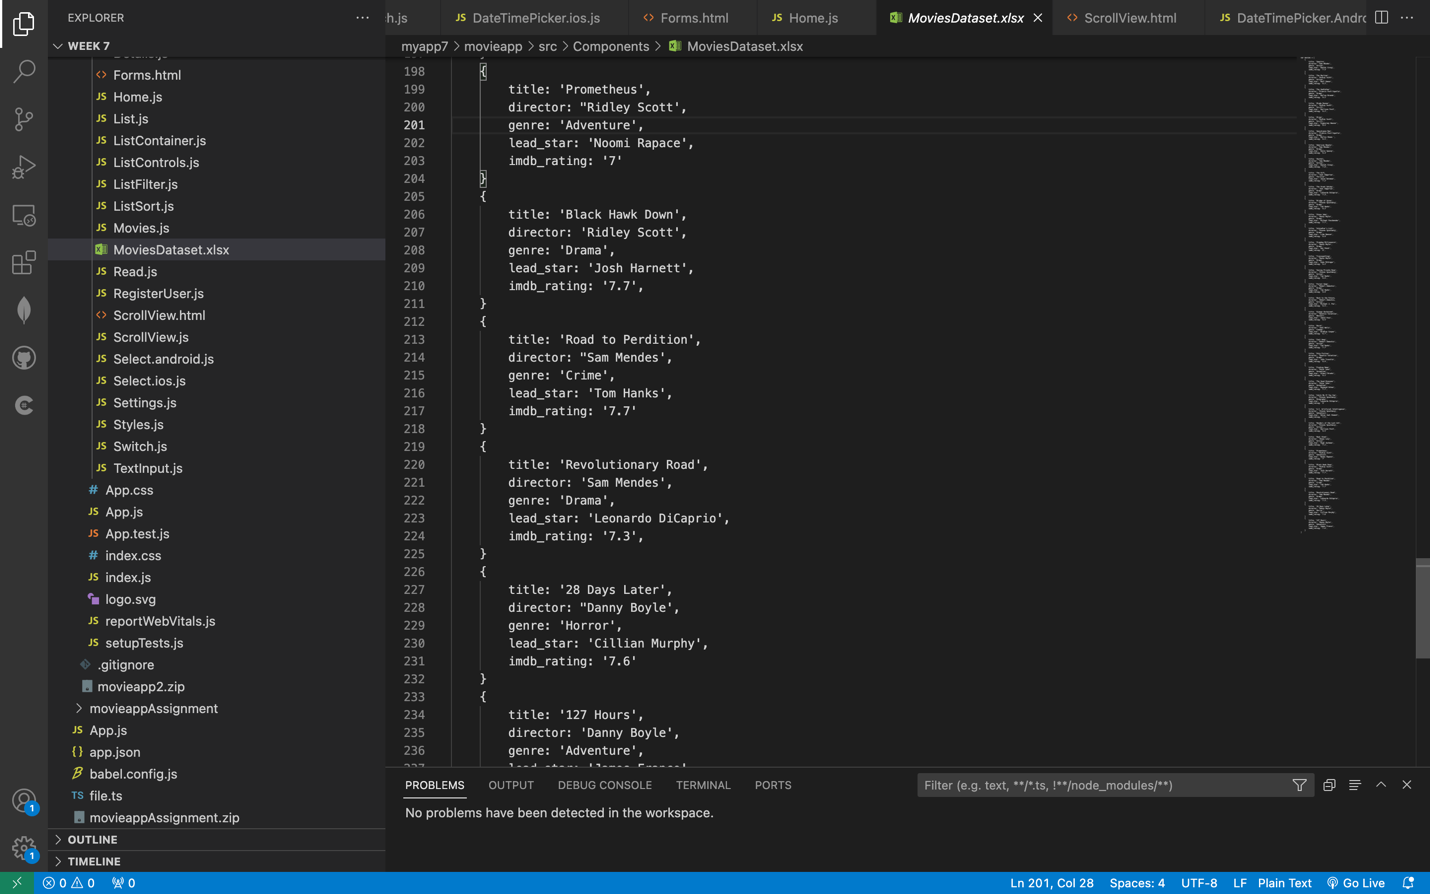 EXPLORER
WEEK 7
Forms.html
Home.js
List.js
ListContainer.js
ListControls.js
ListFilter.js
ListSort.js
Movies.js
MoviesDataset.xlsx
Read.js
RegisterUser.js
ScrollView.html
ScrollView.js
Select.android.js
Select.ios.js
Settings.js
Styles.js
Switch.js
TextInput.js
App.css
App.js
App.test.js
index.css
index.js
logo.svg
reportWebVitals.js
setupTests.js
.gitignore
movieapp2.zip
movieappAssignment
App.js
app.json
babel.config.js
file.ts
movieappAssignment.zip
OUTLINE
TIMELINE
h.js DateTimePicker.ios.js Forms.html Home.js MoviesDataset.xlsx ScrollView.html DateTimePicker.Andro
myapp7 > movieapp > src > Components > MoviesDataset.xlsx
198 {
199 title: 'Prometheus',
200 director: "Ridley Scott',
201 genre: 'Adventure',
202 lead_star: 'Noomi Rapace',
203 imdb_rating: '7'
204 }
205 {
206 title: 'Black Hawk Down',
207 director: 'Ridley Scott',
208 genre: 'Drama',
209 lead_star: 'Josh Harnett',
210 imdb_rating: '7.7',
211 }
212 {
213 title: 'Road to Perdition',
214 director: "Sam Mendes',
215 genre: 'Crime',
216 lead_star: 'Tom Hanks',
217 imdb_rating: '7.7'
218 }
219 {
220 title: 'Revolutionary Road',
221 director: 'Sam Mendes',
222 genre: 'Drama',
223 lead_star: 'Leonardo DiCaprio',
224 imdb_rating: '7.3',
225 }
226 {
227 title: '28 Days Later',
228 director: "Danny Boyle',
229 genre: 'Horror',
230 lead_star: 'Cillian Murphy',
231 imdb_rating: '7.6'
232 }
233 {
234 title: '127 Hours',
235 director: 'Danny Boyle',
236 genre: 'Adventure',
PROBLEMS OUTPUT DEBUG CONSOLE TERMINAL PORTS Filter (e.g. text, **/*.ts, !**/node_modules/**)
No problems have been detected in the workspace.
0 0 0 Ln 201, Col 28 Spaces: 4 UTF-8 LF Plain Text Go Live
1
1